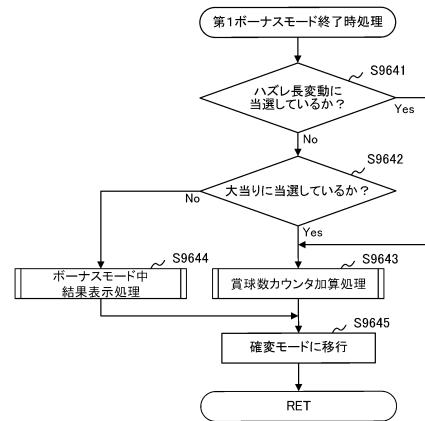 第1ボーナスモード終了時処理
S9641
ハズレ長変動に
当選しているか？
Yes
No
S9642
大当りに当選しているか？
No
Yes
S9644
ボーナスモード中
結果表示処理
S9643
賞球数カウンタ加算処理
S9645
確変モードに移行
RET